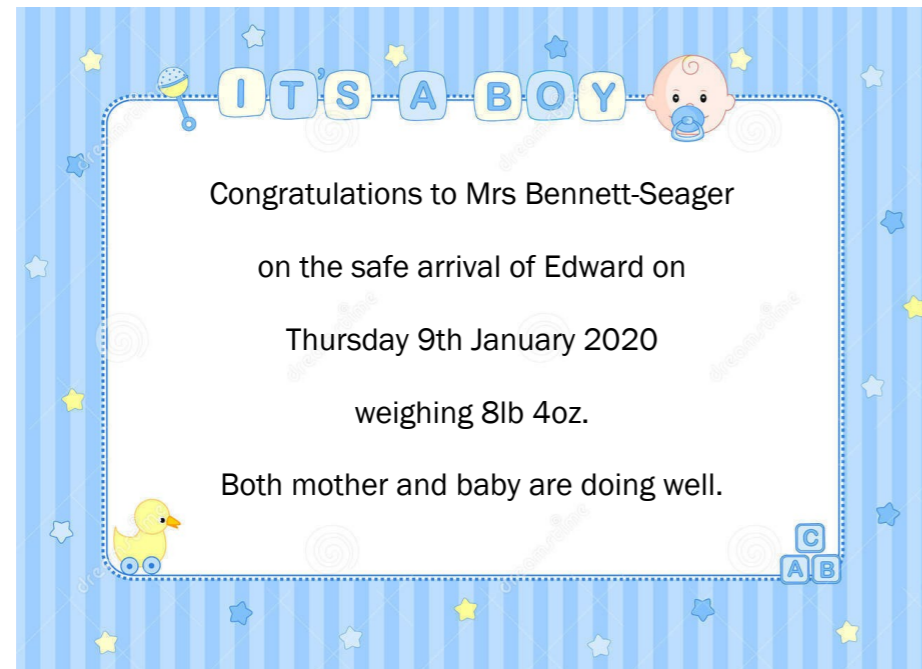 IT'S A BOY
Congratulations to Mrs Bennett-Seager
on the safe arrival of Edward on
Thursday 9th January 2020
weighing 8lb 4oz.
Both mother and baby are doing well.
C
A B